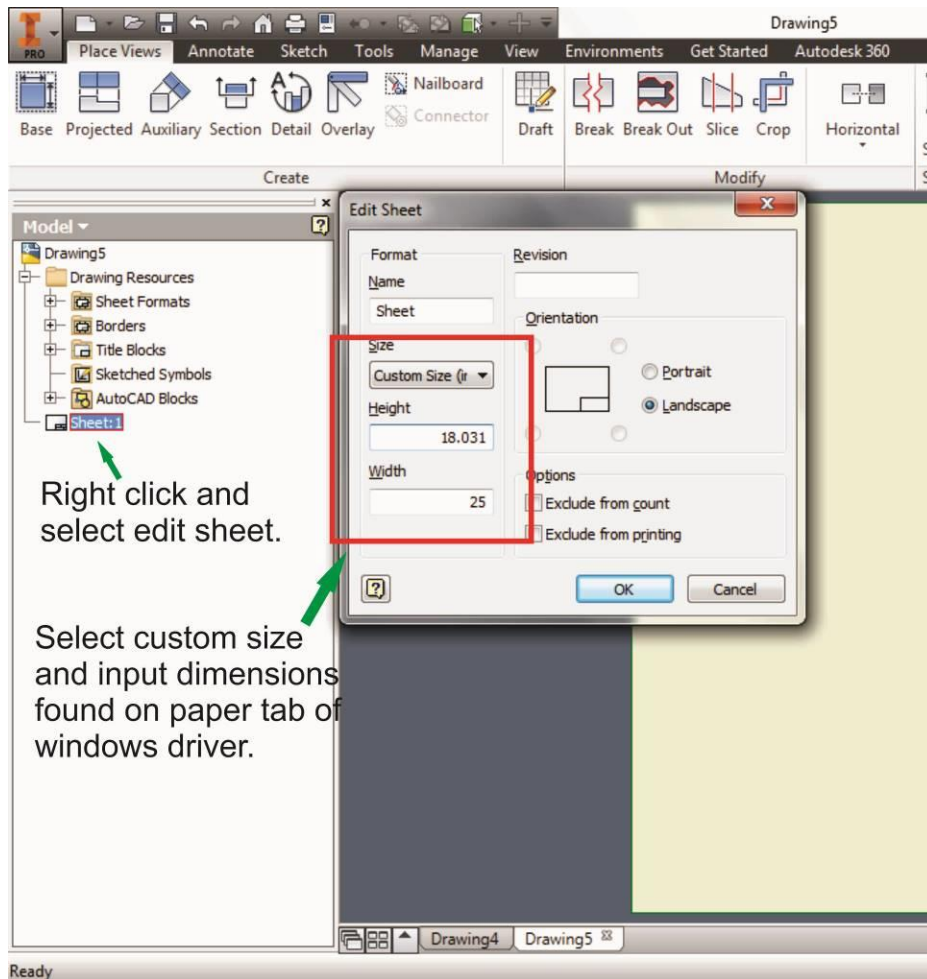 Drawing5
PRO
Place Views Annotate Sketch Tools Manage View Environments Get Started Autodesk 360
Nailboard
Connector
Base Projected Auxiliary Section Detail Overlay Draft Break Break Out Slice Crop Horizontal
Create Modify
Model
Drawing5
Drawing Resources
Sheet Formats
Borders
Title Blocks
Sketched Symbols
AutoCAD Blocks
Sheet:1
Right click and
select edit sheet.
Select custom size
and input dimensions
found on paper tab of
windows driver.
Edit Sheet
Format
Name
Sheet
Size
Custom Size (ir
Height
18.031
Width
25
Revision
Orientation
Portrait
Landscape
Options
Exclude from count
Exclude from printing
OK Cancel
Drawing4 Drawing5
Ready